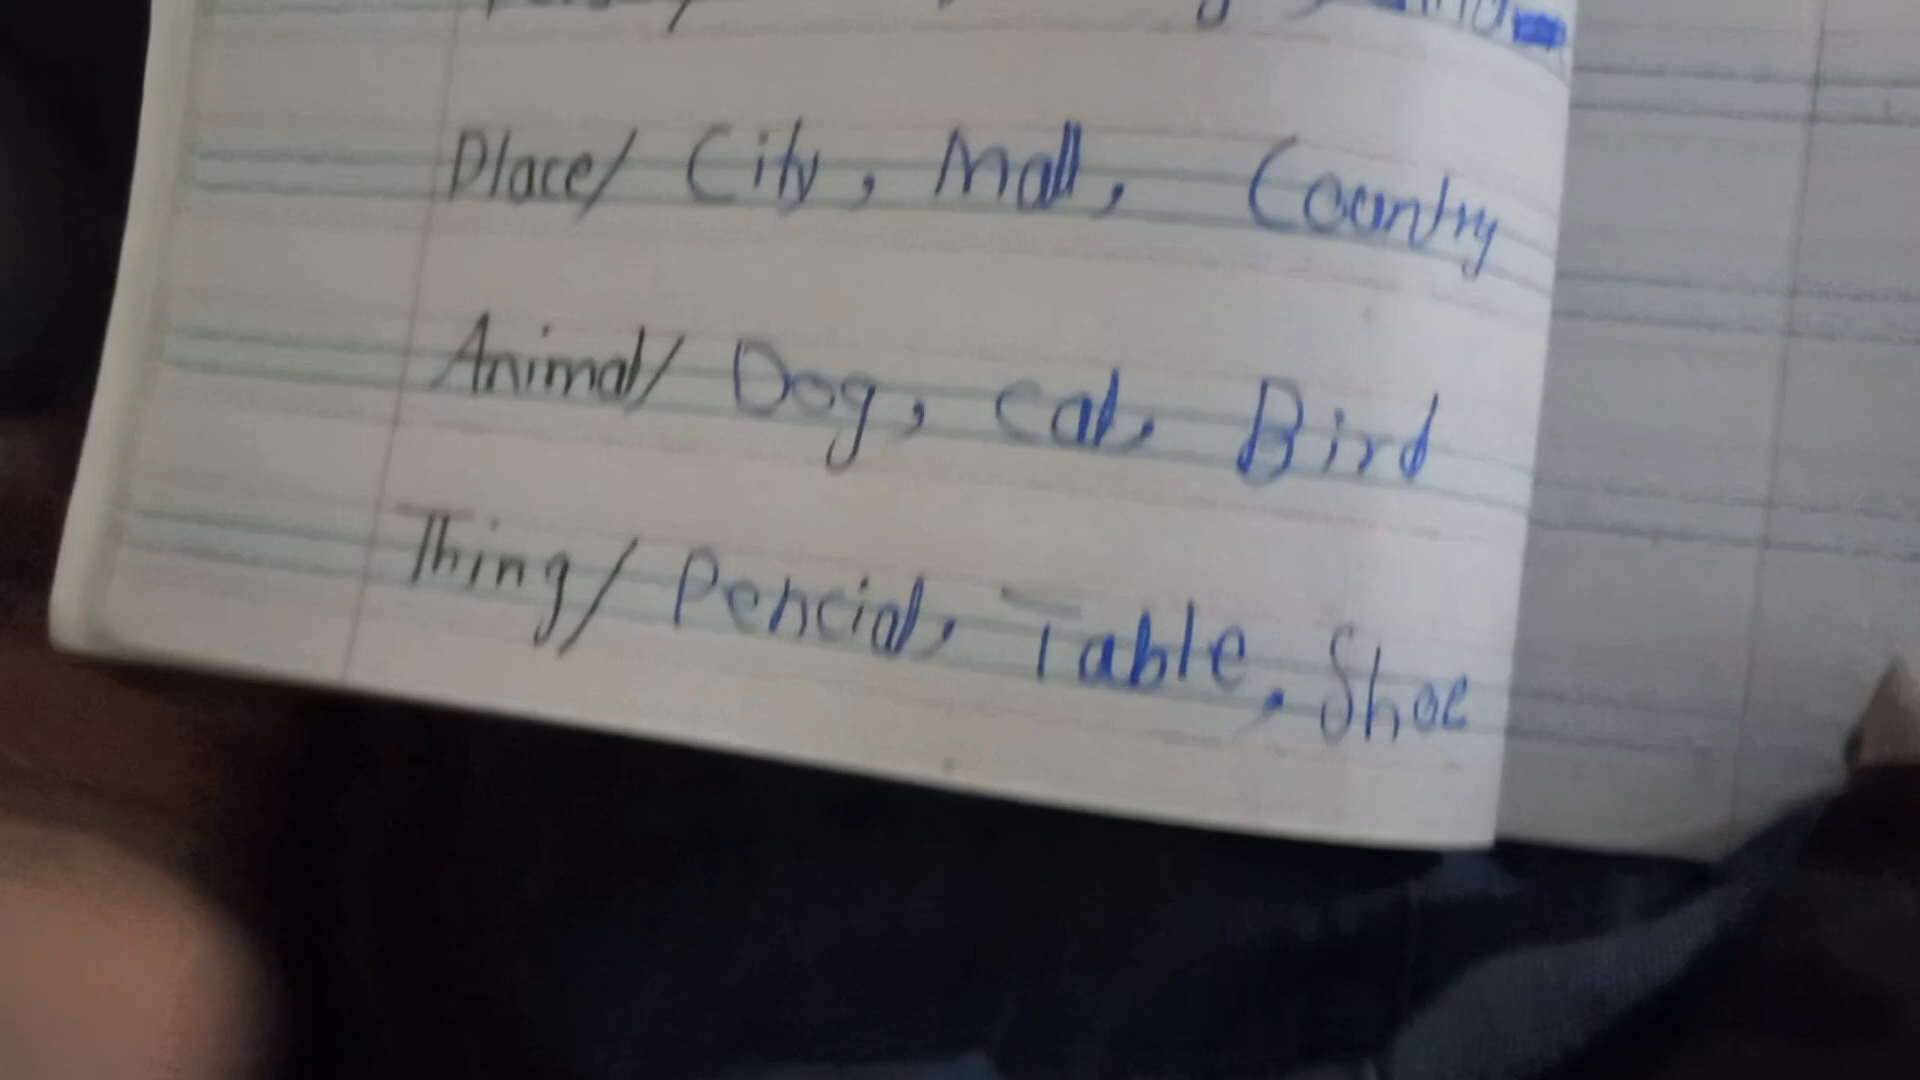 Place/ City, Mall, Country
Animal/ Dog, cat, Bird
Thing/ Pencial, Table, Shoe